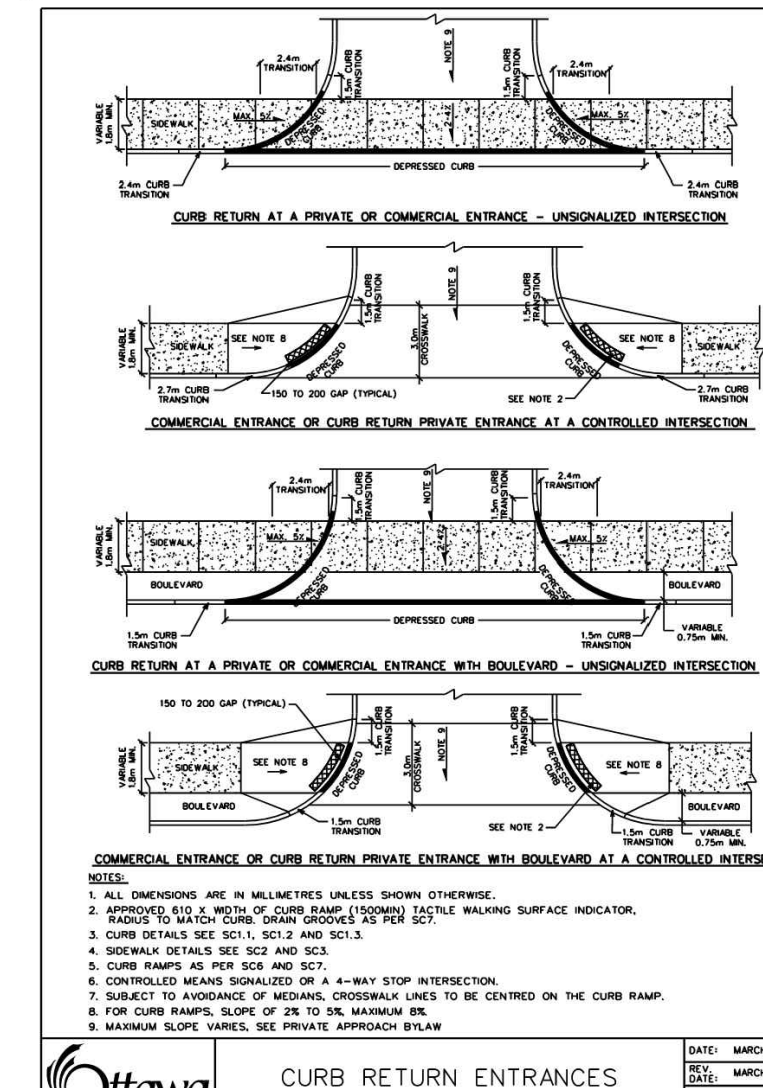 NOTE 9
2.4m
TRANSITION
1.5m CURB
TRANSITION
1.5m CURB
TRANSITION
2.4m
TRANSITION
VARIABLE
1.8m MIN.
SIDEWALK
MAX. 5%
DEPRESSED
CURB
2-4%
DEPRESSED
CURB
MAX. 5%
SIDEWALK
2.4m CURB
TRANSITION
DEPRESSED CURB
2.4m CURB
TRANSITION
CURB RETURN AT A PRIVATE OR COMMERCIAL ENTRANCE - UNSIGNALIZED INTERSECTION
NOTE 9
1.5m CURB
TRANSITION
1.5m CURB
TRANSITION
VARIABLE
1.8m MIN.
SIDEWALK
SEE NOTE 8
DEPRESSED
CURB
3.0m
CROSSWALK
DEPRESSED
CURB
SEE NOTE 8
SIDEWALK
2.7m CURB
TRANSITION
150 TO 200 GAP (TYPICAL)
SEE NOTE 2
2.7m CURB
TRANSITION
COMMERCIAL ENTRANCE OR CURB RETURN PRIVATE ENTRANCE AT A CONTROLLED INTERSECTION
2.4m
TRANSITION
1.5m CURB
TRANSITION
NOTE 9
1.5m CURB
TRANSITION
2.4m
TRANSITION
VARIABLE
1.8m MIN.
SIDEWALK
MAX. 5%
2-4%
MAX. 5%
SIDEWALK
BOULEVARD
DEPRESSED
CURB
DEPRESSED
CURB
BOULEVARD
1.5m CURB
TRANSITION
DEPRESSED CURB
1.5m CURB
TRANSITION
VARIABLE
0.75m MIN.
CURB RETURN AT A PRIVATE OR COMMERCIAL ENTRANCE WITH BOULEVARD - UNSIGNALIZED INTERSECTION
150 TO 200 GAP (TYPICAL)
1.5m CURB
TRANSITION
NOTE 9
1.5m CURB
TRANSITION
VARIABLE
1.8m MIN.
SIDEWALK
SEE NOTE 8
DEPRESSED
CURB
3.0m
CROSSWALK
DEPRESSED
CURB
SEE NOTE 8
SIDEWALK
BOULEVARD
1.5m CURB
TRANSITION
SEE NOTE 2
1.5m CURB
TRANSITION
BOULEVARD
VARIABLE
0.75m MIN.
COMMERCIAL ENTRANCE OR CURB RETURN PRIVATE ENTRANCE WITH BOULEVARD AT A CONTROLLED INTERSE
NOTES:
1. ALL DIMENSIONS ARE IN MILLIMETRES UNLESS SHOWN OTHERWISE.
2. APPROVED 610 X WIDTH OF CURB RAMP (1500MIN) TACTILE WALKING SURFACE INDICATOR,
RADIUS TO MATCH CURB. DRAIN GROOVES AS PER SC7.
3. CURB DETAILS SEE SC1.1, SC1.2 AND SC1.3.
4. SIDEWALK DETAILS SEE SC2 AND SC3.
5. CURB RAMPS AS PER SC6 AND SC7.
6. CONTROLLED MEANS SIGNALIZED OR A 4-WAY STOP INTERSECTION.
7. SUBJECT TO AVOIDANCE OF MEDIANS, CROSSWALK LINES TO BE CENTRED ON THE CURB RAMP.
8. FOR CURB RAMPS, SLOPE OF 2% TO 5%, MAXIMUM 8%.
9. MAXIMUM SLOPE VARIES, SEE PRIVATE APPROACH BYLAW
Ottawa
CURB RETURN ENTRANCES
DATE: MARCH
REV.
DATE: MARCH